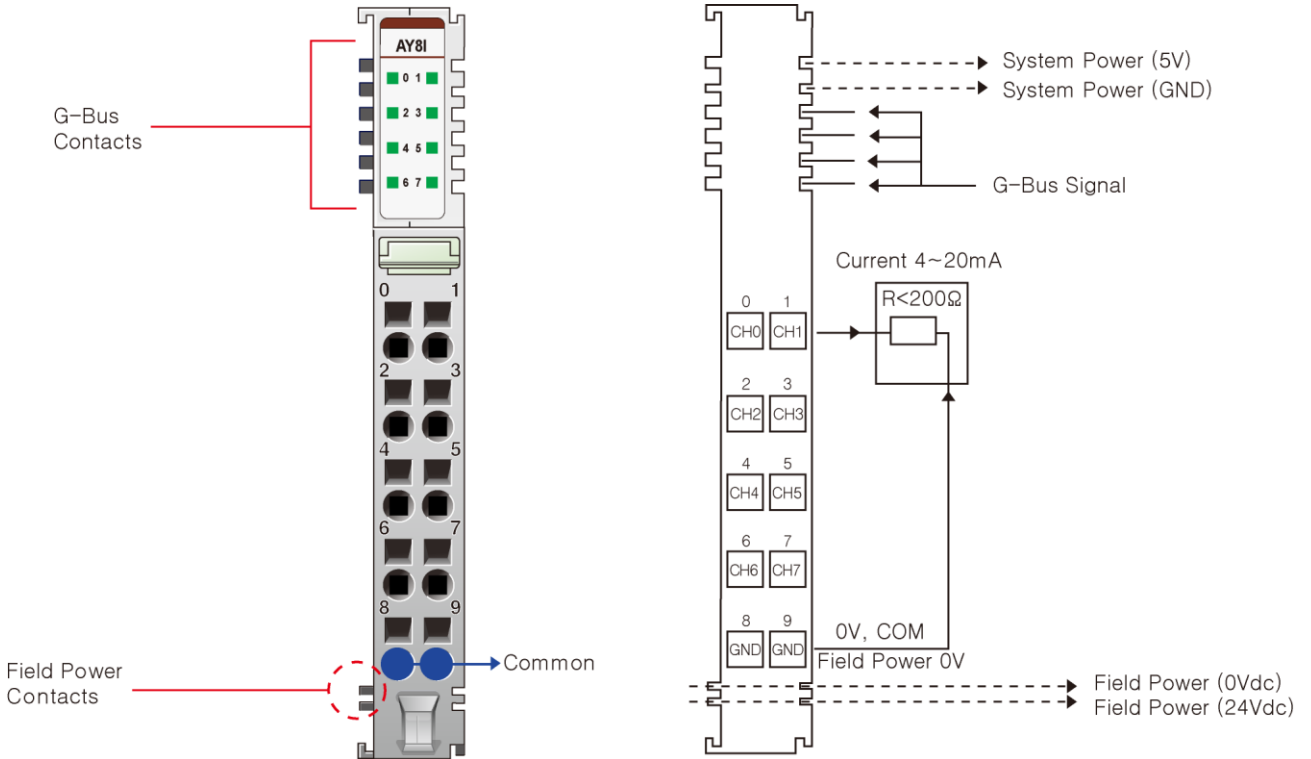 AY8I
0 1
2 3
4 5
6 7
G-Bus
Contacts
0 1
2 3
4 5
6 7
8 9
Common
Field Power
Contacts
System Power (5V)
System Power (GND)
G-Bus Signal
Current 4~20mA
R<200Ω
0 1
CH0 CH1
2 3
CH2 CH3
4 5
CH4 CH5
6 7
CH6 CH7
8 9
GND GND
0V, COM
Field Power 0V
Field Power (0Vdc)
Field Power (24Vdc)